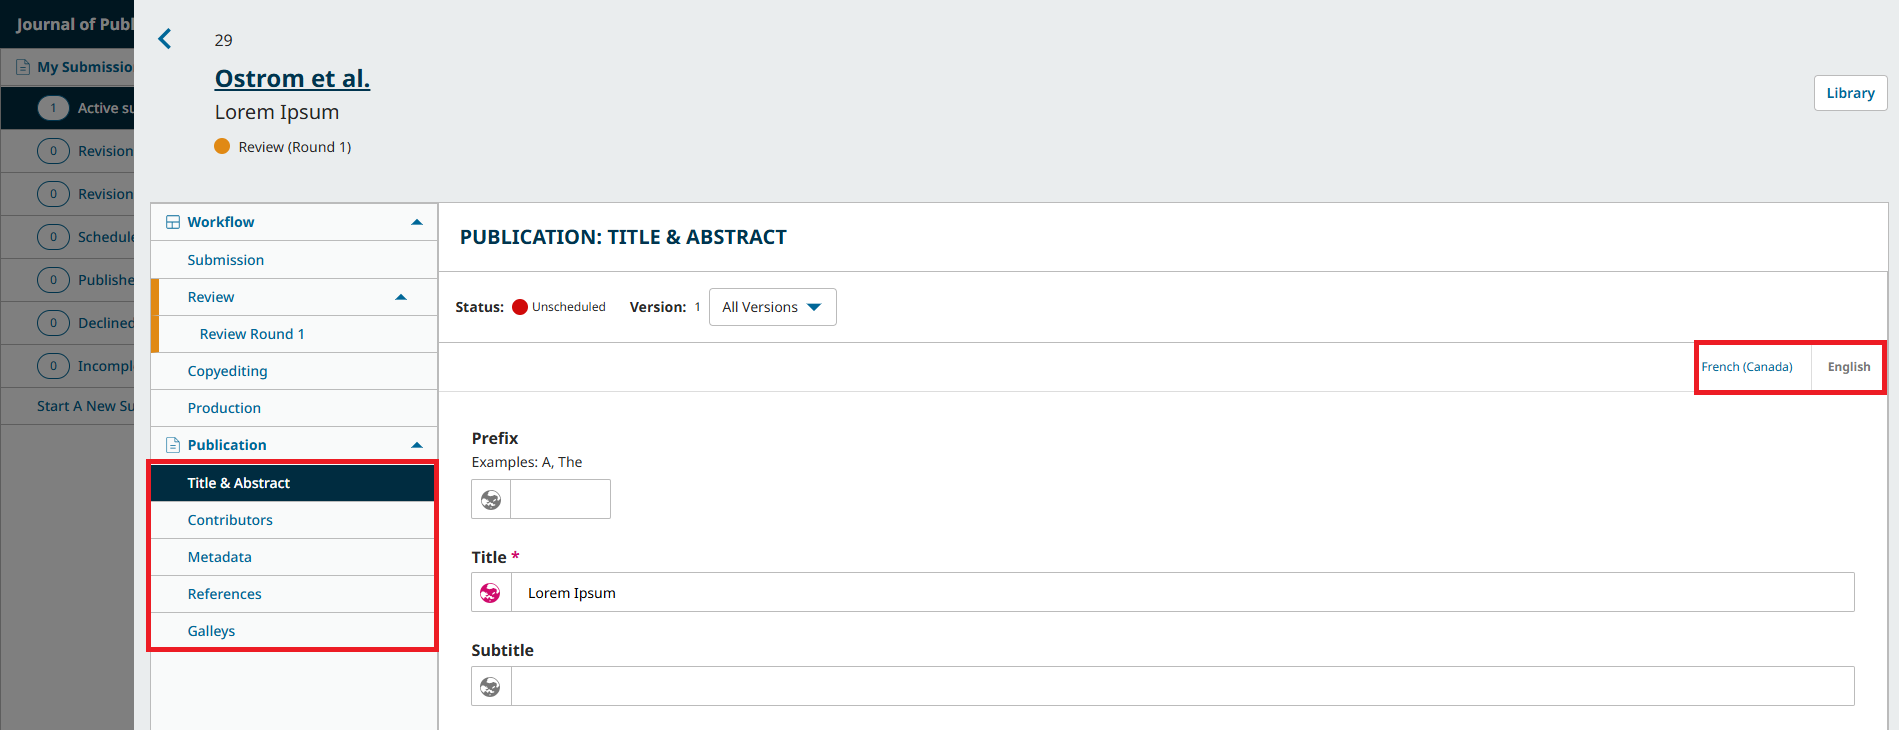 Journal of Publ
My Submissio
1 Active su
0 Revision
0 Revision
0 Schedule
0 Publishe
0 Declined
0 Incompl
Start A New Su
29
Ostrom et al.
Lorem Ipsum
Review (Round 1)
Library
Workflow
Submission
Review
Review Round 1
Copyediting
Production
Publication
Title & Abstract
Contributors
Metadata
References
Galleys
PUBLICATION: TITLE & ABSTRACT
Status: Unscheduled Version: 1 All Versions
French (Canada) English
Prefix
Examples: A, The
Title *
Lorem Ipsum
Subtitle